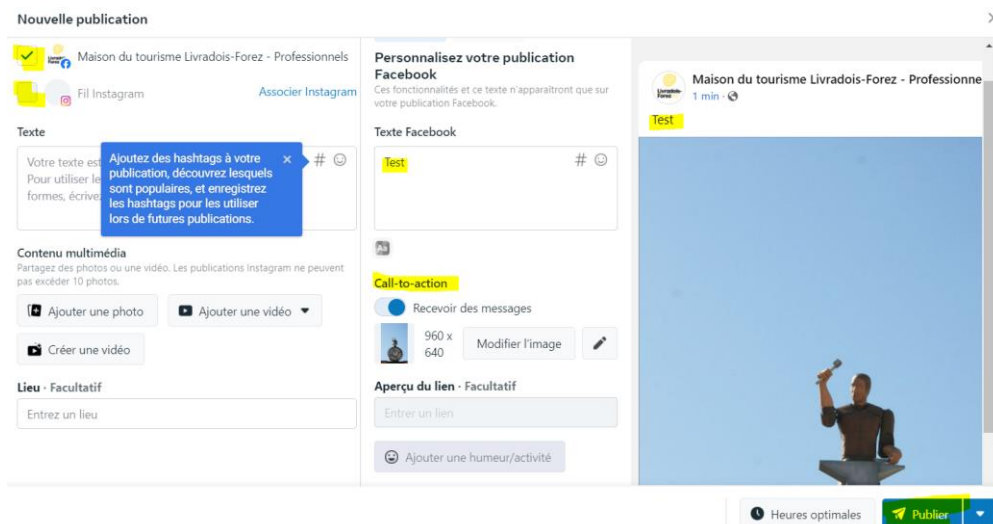 Nouvelle publication
Maison du tourisme Livradois-Forez - Professionnels
Fil Instagram
Associer Instagram
Texte
Votre texte est
Pour utiliser le
formes, écrive
Ajoutez des hashtags à votre
publication, découvrez lesquels
sont populaires, et enregistrez
les hashtags pour les utiliser
lors de futures publications.
Contenu multimédia
Partagez des photos ou une vidéo. Les publications Instagram ne peuvent
pas excéder 10 photos.
Ajouter une photo
Ajouter une vidéo
Créer une vidéo
Lieu · Facultatif
Entrez un lieu
Personnalisez votre publication
Facebook
Ces fonctionnalités et ce texte n'apparaîtront que sur
votre publication Facebook.
Texte Facebook
Test
Call-to-action
Recevoir des messages
960 x
640
Modifier l'image
Aperçu du lien · Facultatif
Entrer un lien
Ajouter une humeur/activité
Maison du tourisme Livradois-Forez - Professionne
1 min ·
Test
Heures optimales
Publier